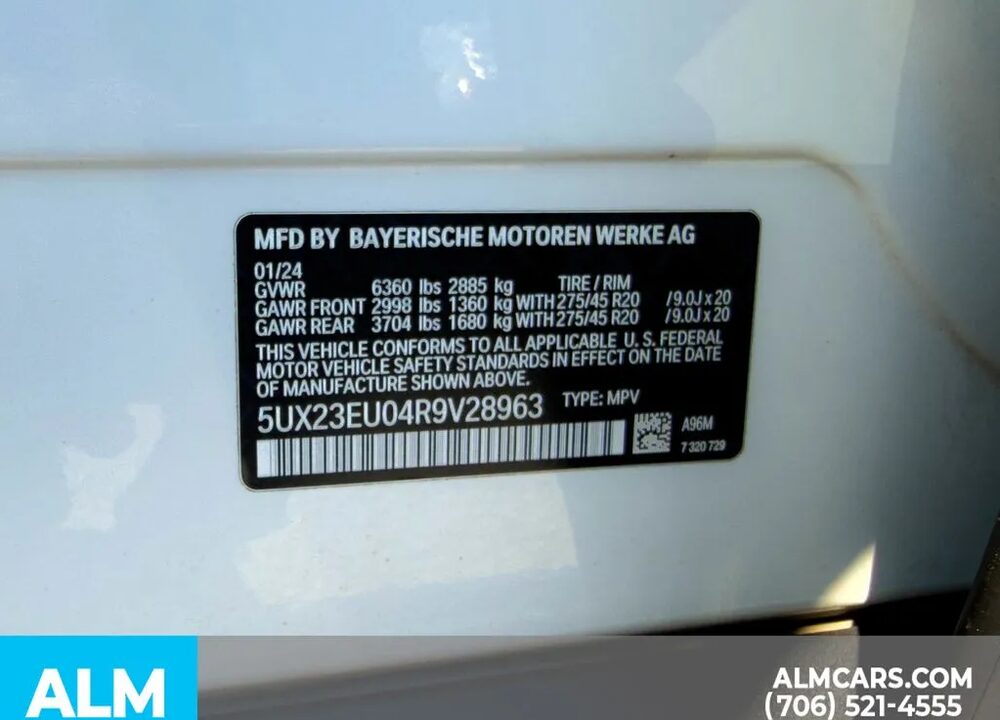 MFD BY BAYERISCHE MOTOREN WERKE AG
01/24
GVWR 6360 lbs 2885 kg TIRE / RIM
GAWR FRONT 2998 lbs 1360 kg WITH 275/45 R20 / 9.0J x 20
GAWR REAR 3704 lbs 1680 kg WITH 275/45 R20 / 9.0J x 20
THIS VEHICLE CONFORMS TO ALL APPLICABLE U. S. FEDERAL
MOTOR VEHICLE SAFETY STANDARDS IN EFFECT ON THE DATE
OF MANUFACTURE SHOWN ABOVE.
5UX23EU04R9V28963 TYPE: MPV
A96M
7 320 729
ALM
ALMCARS.COM
(706) 521-4555